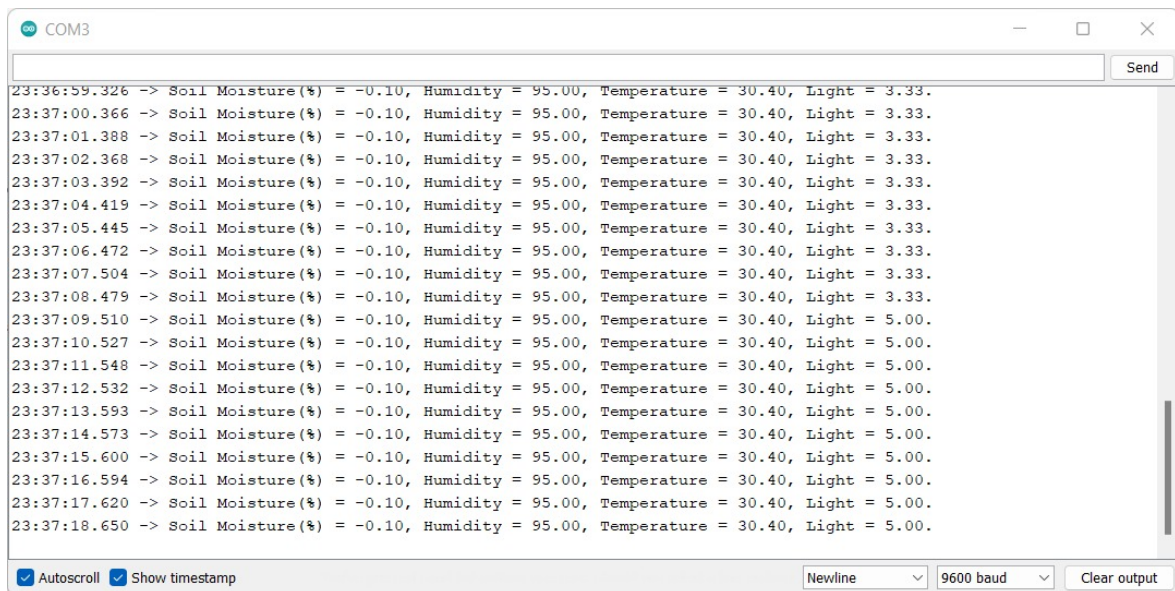 COM3
Send
23:36:59.326 -> Soil Moisture(%) = -0.10, Humidity = 95.00, Temperature = 30.40, Light = 3.33.
23:37:00.366 -> Soil Moisture(%) = -0.10, Humidity = 95.00, Temperature = 30.40, Light = 3.33.
23:37:01.388 -> Soil Moisture(%) = -0.10, Humidity = 95.00, Temperature = 30.40, Light = 3.33.
23:37:02.368 -> Soil Moisture(%) = -0.10, Humidity = 95.00, Temperature = 30.40, Light = 3.33.
23:37:03.392 -> Soil Moisture(%) = -0.10, Humidity = 95.00, Temperature = 30.40, Light = 3.33.
23:37:04.419 -> Soil Moisture(%) = -0.10, Humidity = 95.00, Temperature = 30.40, Light = 3.33.
23:37:05.445 -> Soil Moisture(%) = -0.10, Humidity = 95.00, Temperature = 30.40, Light = 3.33.
23:37:06.472 -> Soil Moisture(%) = -0.10, Humidity = 95.00, Temperature = 30.40, Light = 3.33.
23:37:07.504 -> Soil Moisture(%) = -0.10, Humidity = 95.00, Temperature = 30.40, Light = 3.33.
23:37:08.479 -> Soil Moisture(%) = -0.10, Humidity = 95.00, Temperature = 30.40, Light = 3.33.
23:37:09.510 -> Soil Moisture(%) = -0.10, Humidity = 95.00, Temperature = 30.40, Light = 5.00.
23:37:10.527 -> Soil Moisture(%) = -0.10, Humidity = 95.00, Temperature = 30.40, Light = 5.00.
23:37:11.548 -> Soil Moisture(%) = -0.10, Humidity = 95.00, Temperature = 30.40, Light = 5.00.
23:37:12.532 -> Soil Moisture(%) = -0.10, Humidity = 95.00, Temperature = 30.40, Light = 5.00.
23:37:13.593 -> Soil Moisture(%) = -0.10, Humidity = 95.00, Temperature = 30.40, Light = 5.00.
23:37:14.573 -> Soil Moisture(%) = -0.10, Humidity = 95.00, Temperature = 30.40, Light = 5.00.
23:37:15.600 -> Soil Moisture(%) = -0.10, Humidity = 95.00, Temperature = 30.40, Light = 5.00.
23:37:16.594 -> Soil Moisture(%) = -0.10, Humidity = 95.00, Temperature = 30.40, Light = 5.00.
23:37:17.620 -> Soil Moisture(%) = -0.10, Humidity = 95.00, Temperature = 30.40, Light = 5.00.
23:37:18.650 -> Soil Moisture(%) = -0.10, Humidity = 95.00, Temperature = 30.40, Light = 5.00.
Autoscroll Show timestamp Newline 9600 baud Clear output